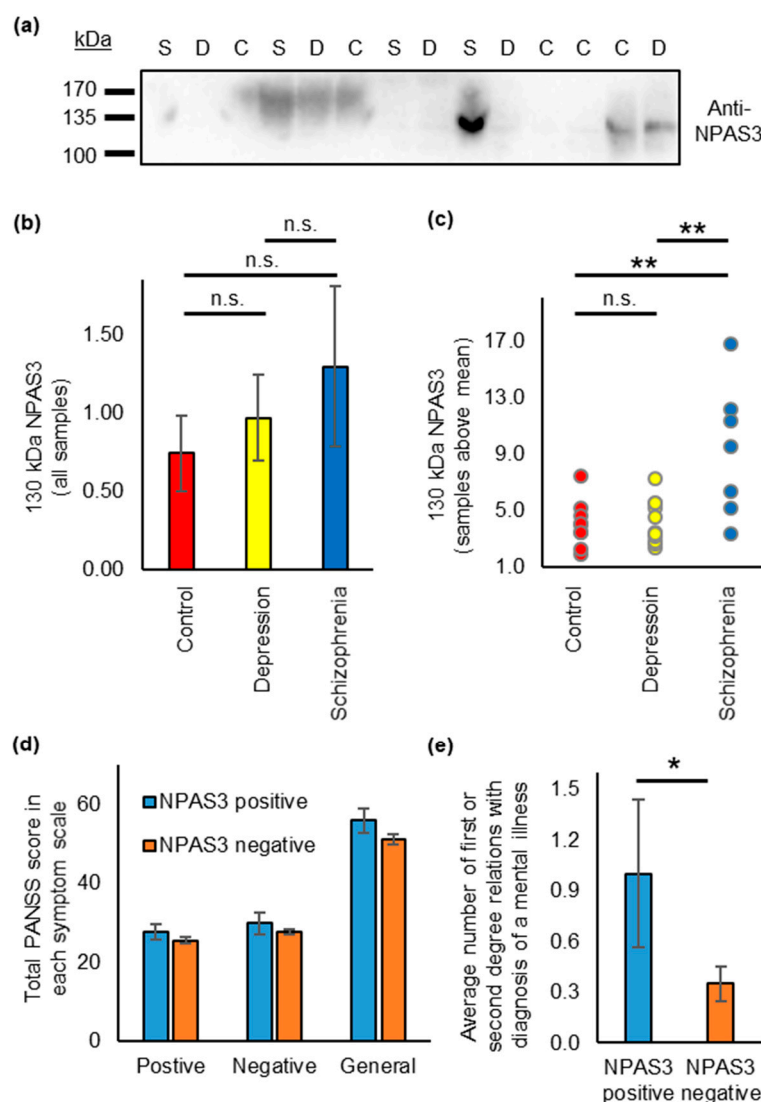 (a)
kDa
S D C S D C S D S D C C C D
170
135
100
Anti-
NPAS3
(b)
n.s.
n.s.
n.s.
130 kDa NPAS3
(all samples)
1.50
1.00
0.50
0.00
Control
Depression
Schizophrenia
(c)
**
**
n.s.
130 kDa NPAS3
(samples above mean)
17.0
13.0
9.0
5.0
1.0
Control
Depressoin
Schizophrenia
(d)
Total PANSS score in
each symptom scale
60
40
20
0
NPAS3 positive
NPAS3 negative
Postive
Negative
General
(e)
*
Average number of first or
second degree relations with
diagnosis of a mental illness
1.5
1.2
0.9
0.6
0.3
0.0
NPAS3 NPAS3
positive negative